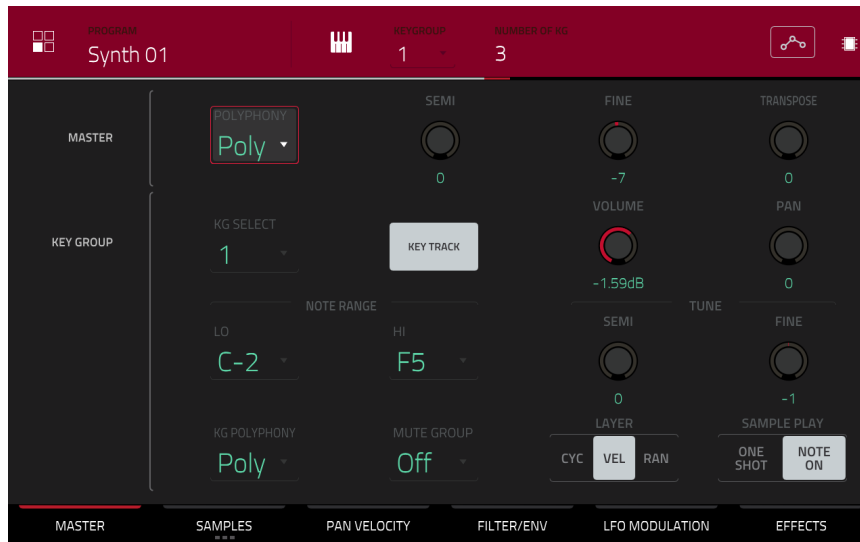 PROGRAM KEYGROUP NUMBER OF KG
Synth 01 1 3
SEMI FINE TRANSPOSE
POLYPHONY
MASTER Poly
0 -7 0
VOLUME PAN
KG SELECT
KEY GROUP 1 KEY TRACK
-1.59dB 0
NOTE RANGE TUNE
LO HI SEMI FINE
C-2 F5
0 -1
LAYER SAMPLE PLAY
KG POLYPHONY MUTE GROUP
Poly Off CYC VEL RAN ONE SHOT NOTE ON
MASTER SAMPLES PAN VELOCITY FILTER/ENV LFO MODULATION EFFECTS